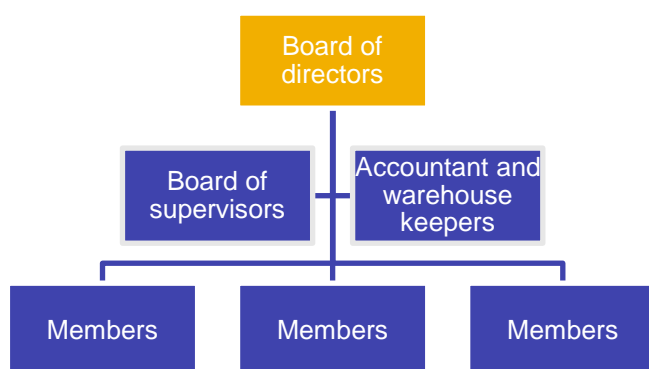 Board of
directors
Board of
supervisors
Accountant and
warehouse
keepers
Members
Members
Members